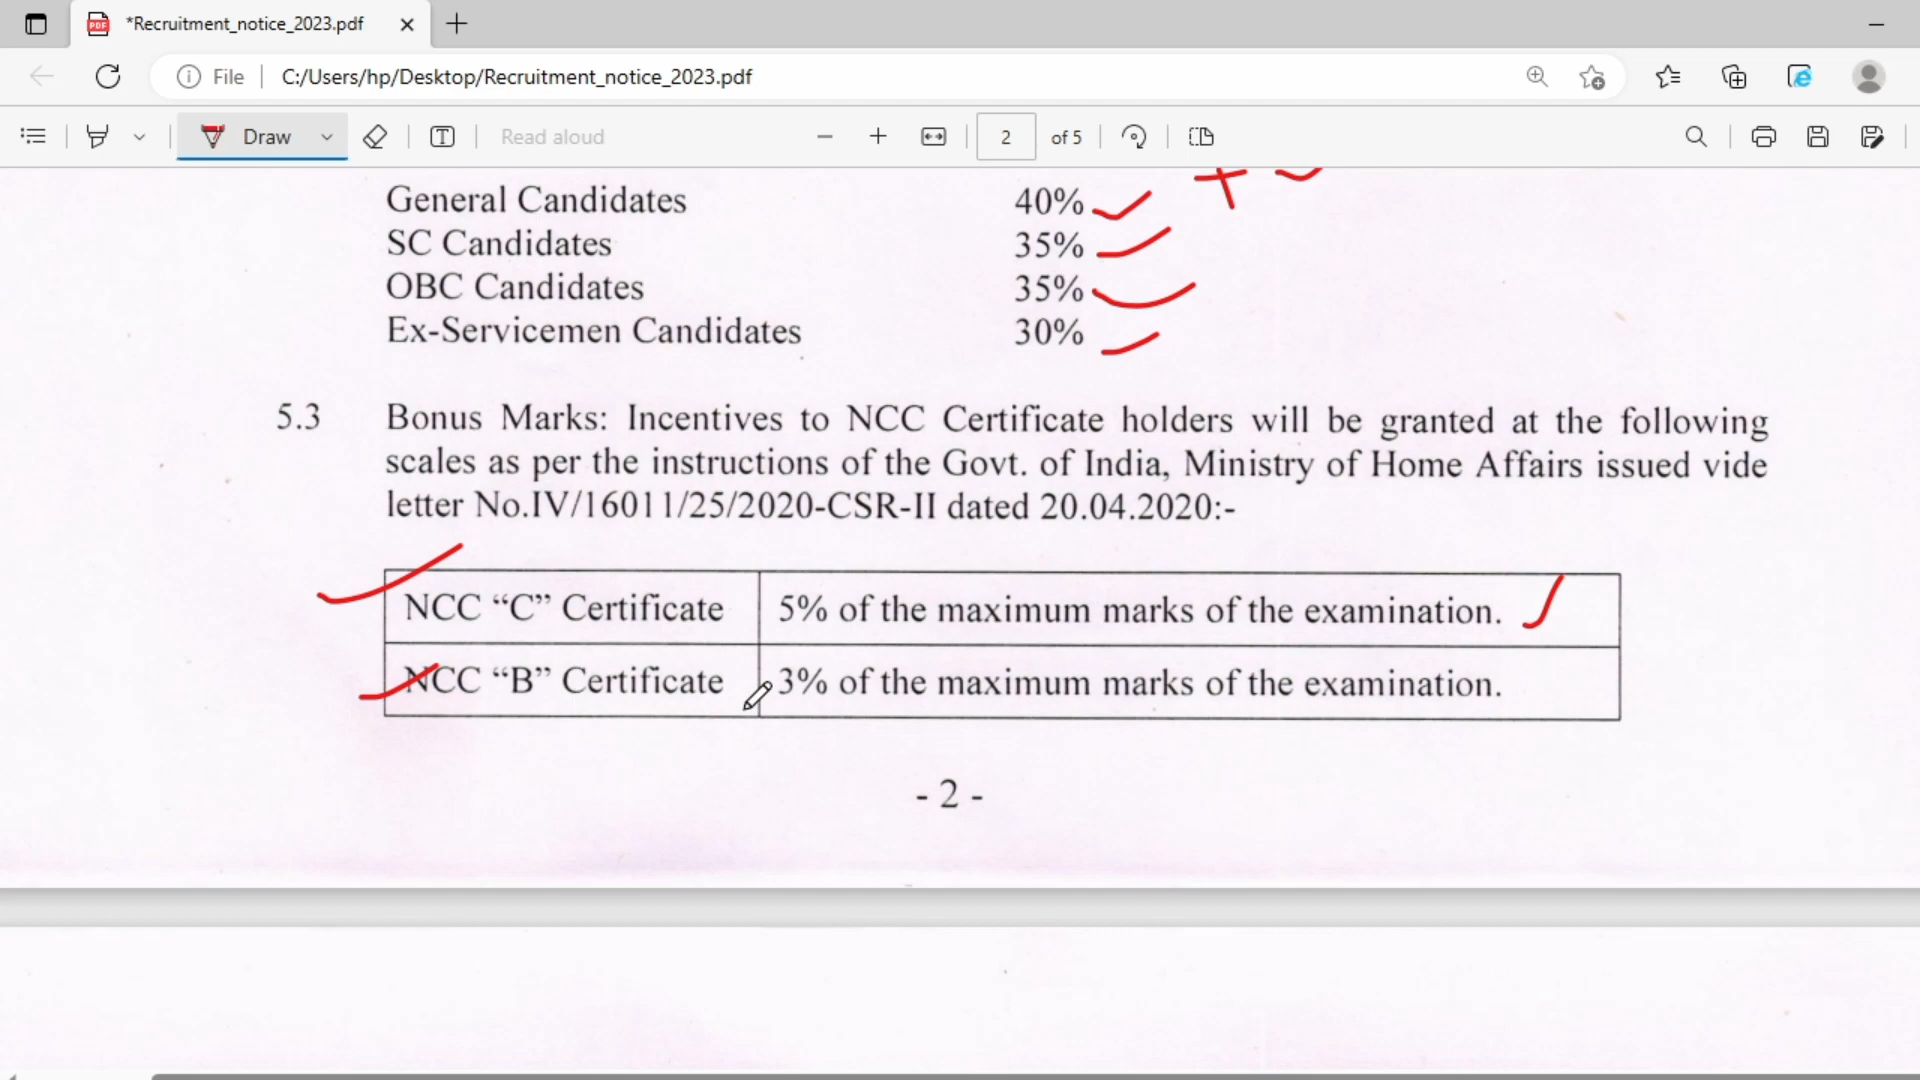 *Recruitment_notice_2023.pdf
File C:/Users/hp/Desktop/Recruitment_notice_2023.pdf
Draw Read aloud 2 of 5
General Candidates 40%
SC Candidates 35%
OBC Candidates 35%
Ex-Servicemen Candidates 30%
5.3 Bonus Marks: Incentives to NCC Certificate holders will be granted at the following
scales as per the instructions of the Govt. of India, Ministry of Home Affairs issued vide
letter No.IV/16011/25/2020-CSR-II dated 20.04.2020:-
NCC “C” Certificate 5% of the maximum marks of the examination.
NCC “B” Certificate 3% of the maximum marks of the examination.
- 2 -